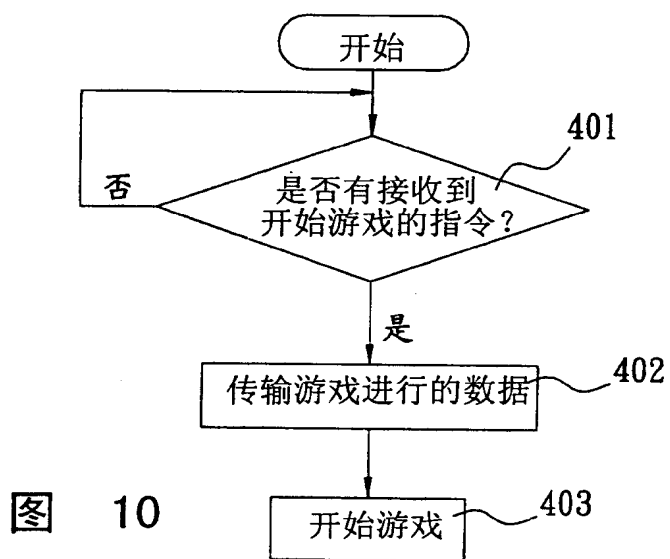 开始
401
否
是否有接收到
开始游戏的指令?
是
402
传输游戏进行的数据
403
开始游戏
图 10